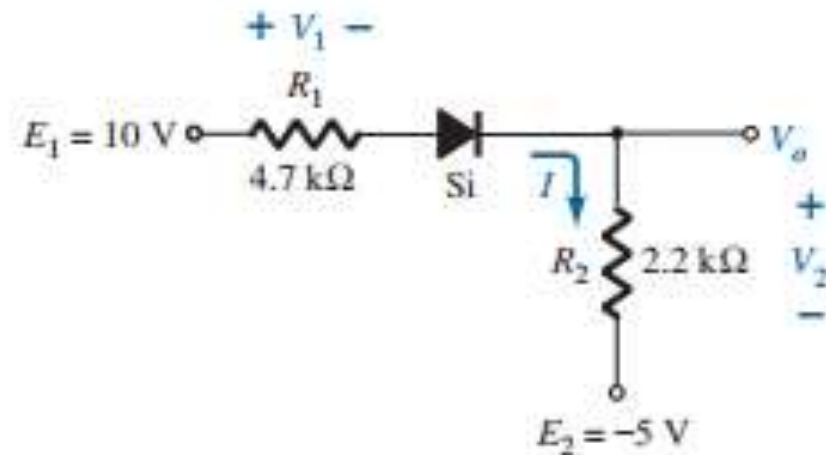 + V₁ −
R₁
E₁ = 10 V
4.7 kΩ
Si
I
Vₒ
+
R₂
2.2 kΩ
V₂
−
E₂ = −5 V